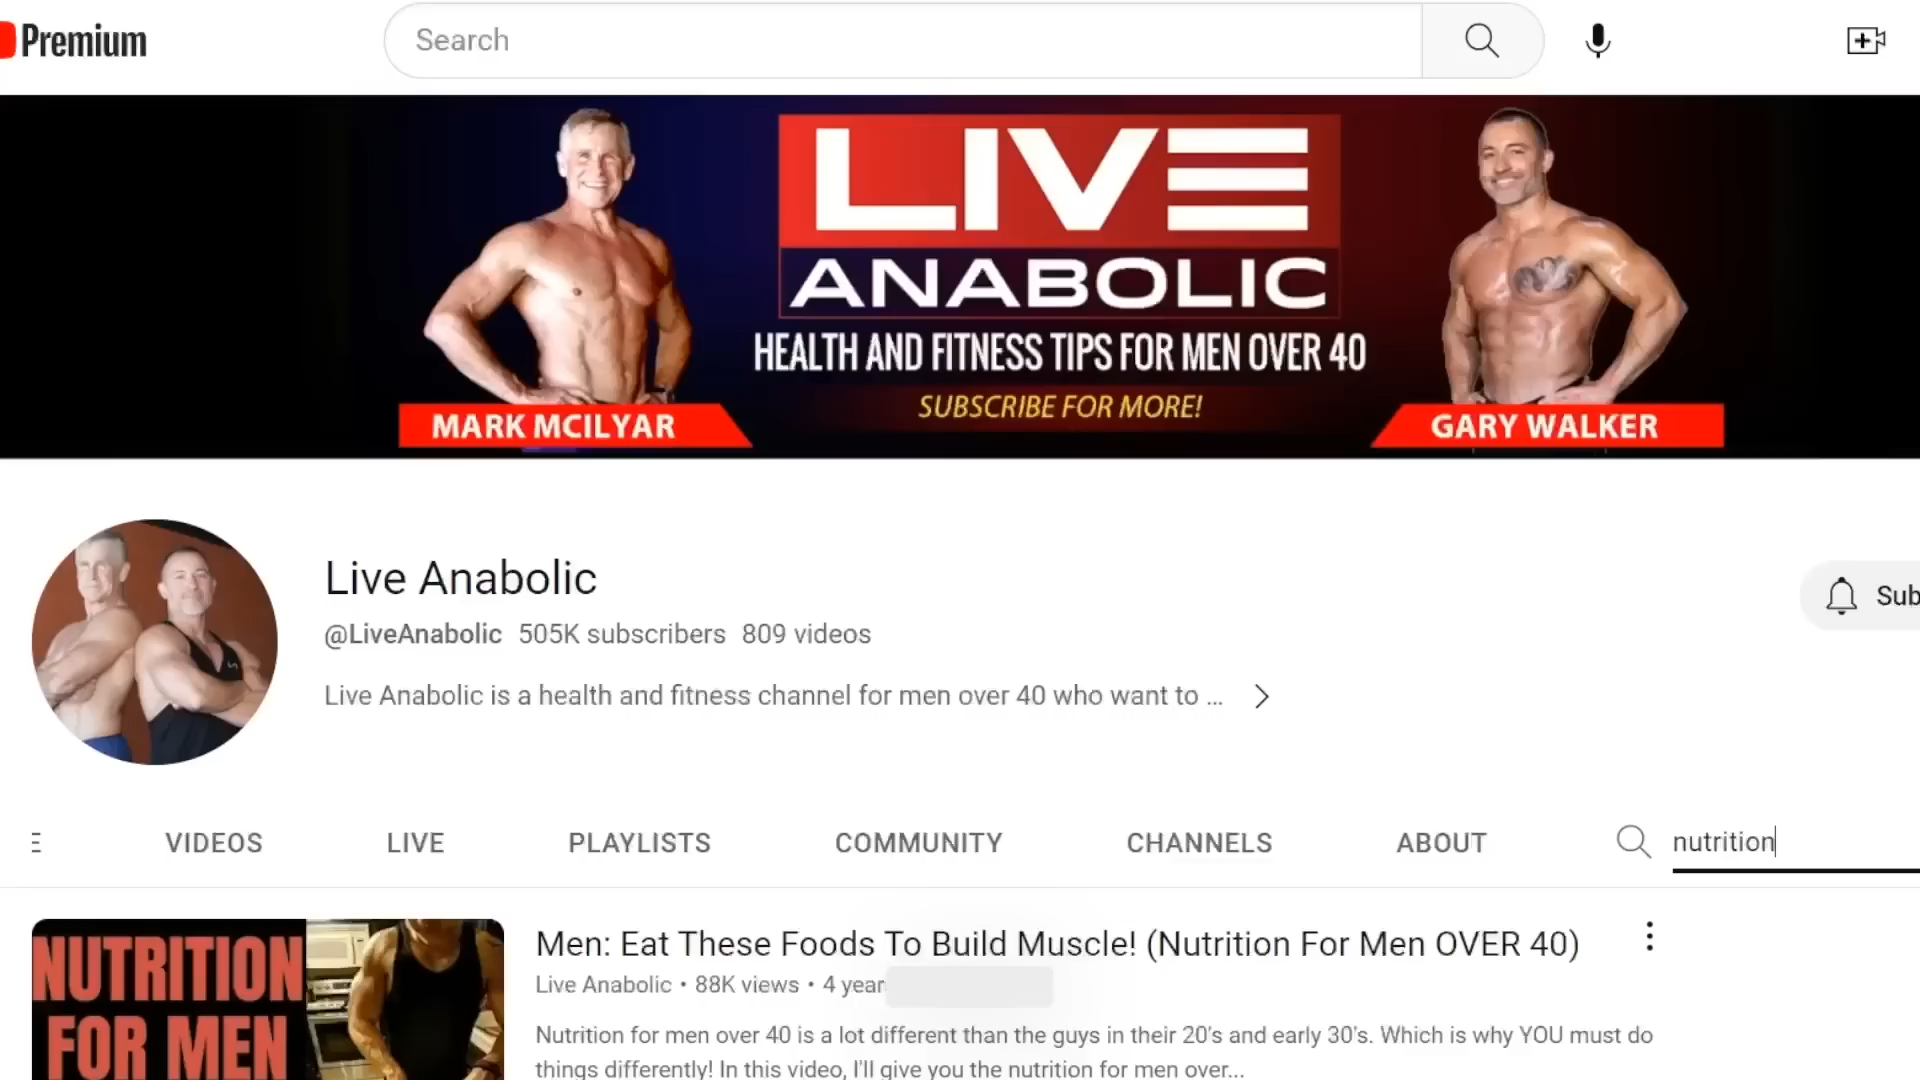 Premium
Search
LIVE
ANABOLIC
HEALTH AND FITNESS TIPS FOR MEN OVER 40
SUBSCRIBE FOR MORE!
MARK MCILYAR
GARY WALKER
Live Anabolic
@LiveAnabolic 505K subscribers 809 videos
Live Anabolic is a health and fitness channel for men over 40 who want to ...
Sub
E VIDEOS LIVE PLAYLISTS COMMUNITY CHANNELS ABOUT nutrition
NUTRITION
FOR MEN
Men: Eat These Foods To Build Muscle! (Nutrition For Men OVER 40)
Live Anabolic • 88K views • 4 year
Nutrition for men over 40 is a lot different than the guys in their 20's and early 30's. Which is why YOU must do
things differently! In this video, I'll give you the nutrition for men over...